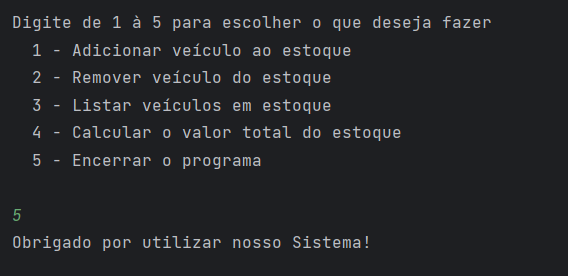 Digite de 1 à 5 para escolher o que deseja fazer
1 - Adicionar veículo ao estoque
2 - Remover veículo do estoque
3 - Listar veículos em estoque
4 - Calcular o valor total do estoque
5 - Encerrar o programa
5
Obrigado por utilizar nosso Sistema!